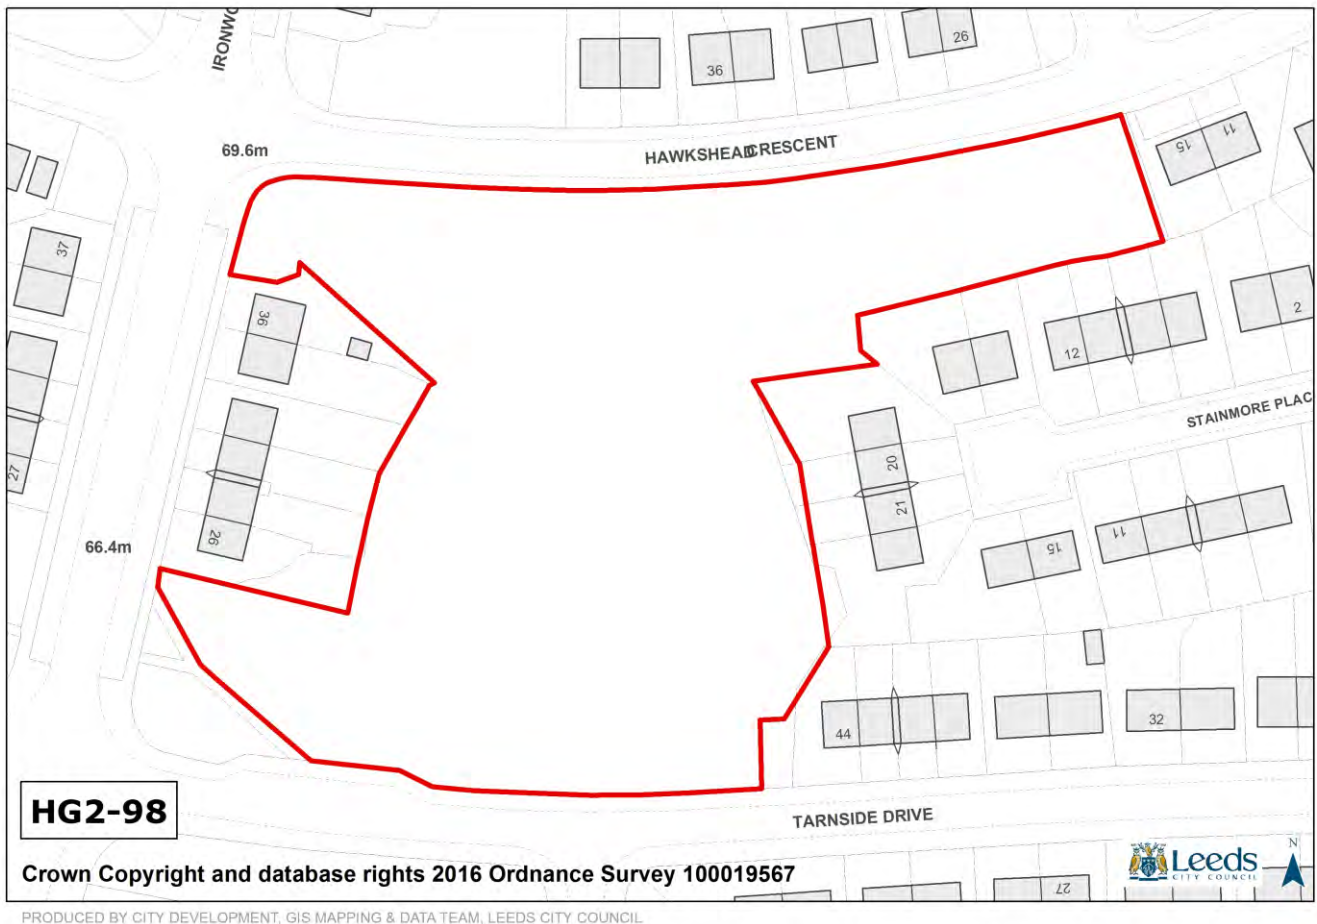 IRONWO
26
36
69.6m
HAWKSHEAD CRESCENT
15
11
37
36
2
12
STAINMORE PLAC
20
27
21
26
11
15
66.4m
44
32
HG2-98
TARNSIDE DRIVE
N
Leeds
CITY COUNCIL
Crown Copyright and database rights 2016 Ordnance Survey 100019567
27
PRODUCED BY CITY DEVELOPMENT, GIS MAPPING & DATA TEAM, LEEDS CITY COUNCIL